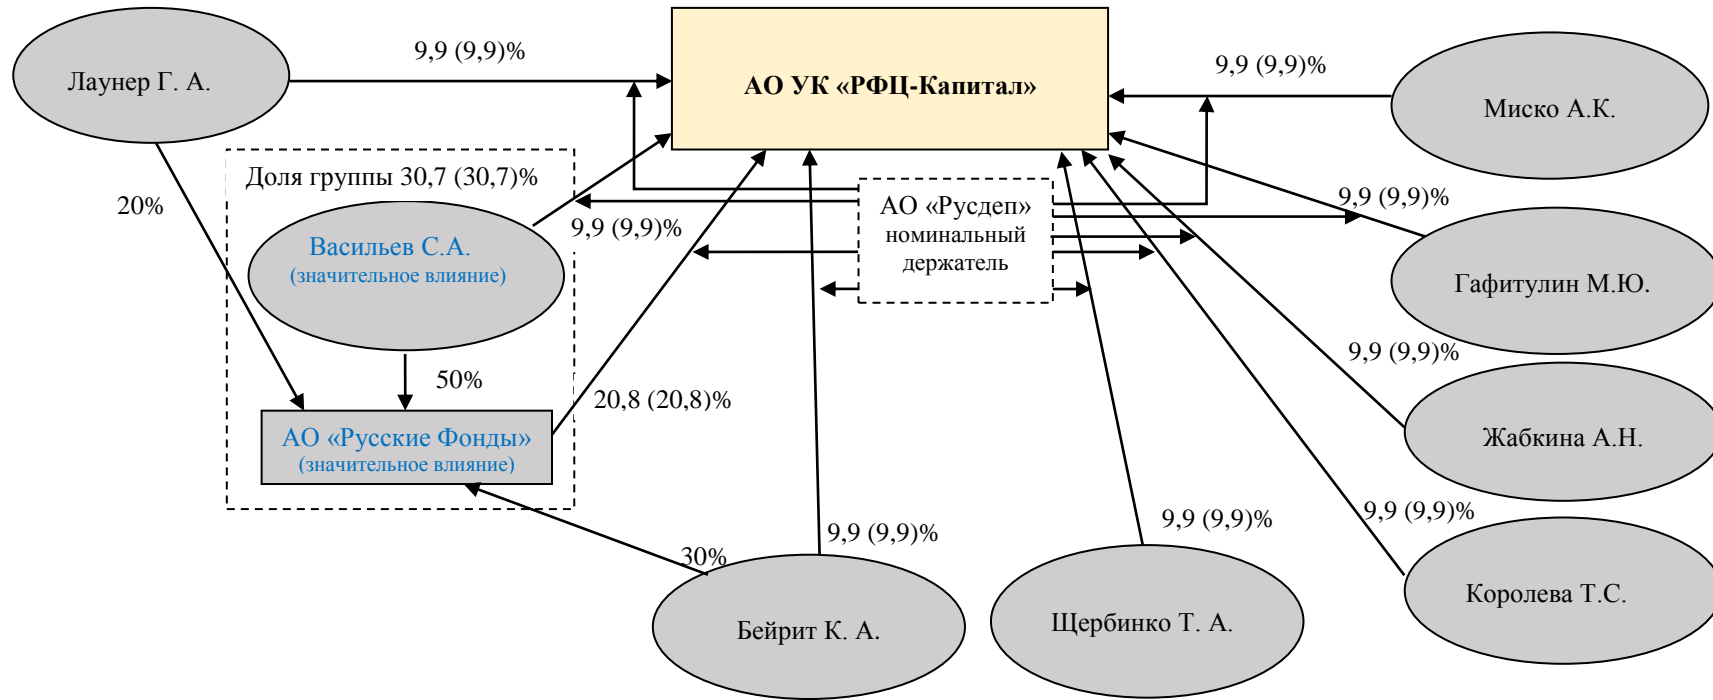 9,9 (9,9)%
Лаунер Г. А.
АО УК «РФЦ-Капитал»
9,9 (9,9)%
Миско А.К.
Доля группы 30,7 (30,7)%
20%
АО «Русдеп»
номинальный
держатель
9,9 (9,9)%
Васильев С.А.
(значительное влияние)
9,9 (9,9)%
Гафитулин М.Ю.
50%
20,8 (20,8)%
9,9 (9,9)%
АО «Русские Фонды»
(значительное влияние)
Жабкина А.Н.
30%
9,9 (9,9)%
9,9 (9,9)%
9,9 (9,9)%
Бейрит К. А.
Щербинко Т. А.
Королева Т.С.